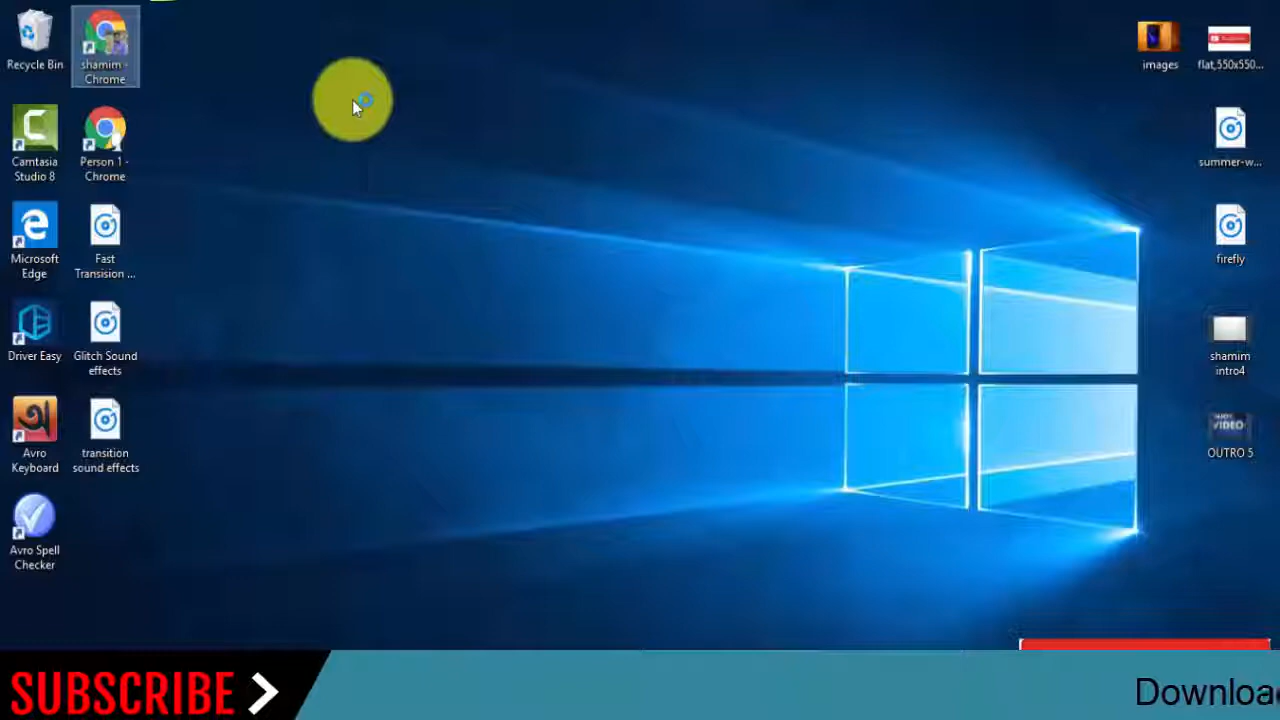 Recycle Bin
shamim -
Chrome
images
flat,550x550...
Camtasia
Studio 8
Person 1 -
Chrome
summer-w...
Microsoft
Edge
Fast
Transision ...
firefly
Driver Easy
Glitch Sound
effects
shamim
intro4
অ
Avro
Keyboard
transition
sound effects
VIDEO
OUTRO 5
Avro Spell
Checker
SUBSCRIBE
Downloa